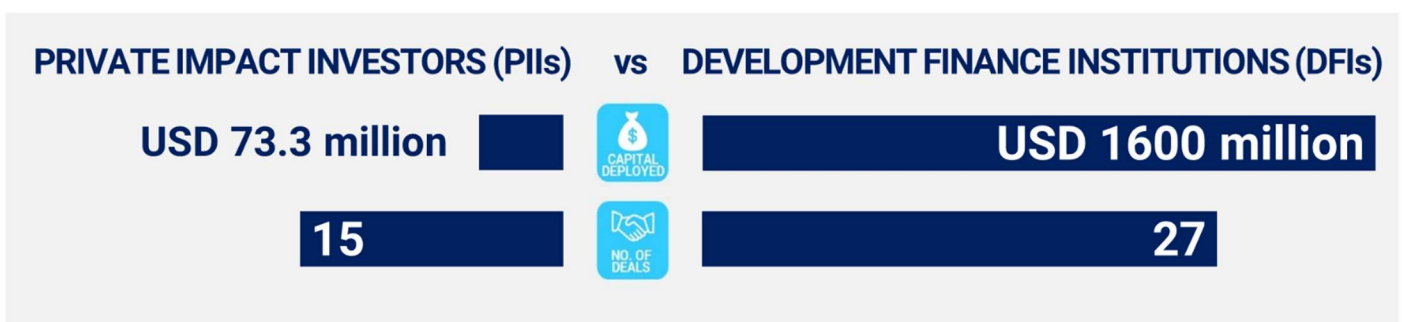 PRIVATE IMPACT INVESTORS (PIIs) vs DEVELOPMENT FINANCE INSTITUTIONS (DFIs)
USD 73.3 million
$
CAPITAL
DEPLOYED
USD 1600 million
15
NO. OF
DEALS
27